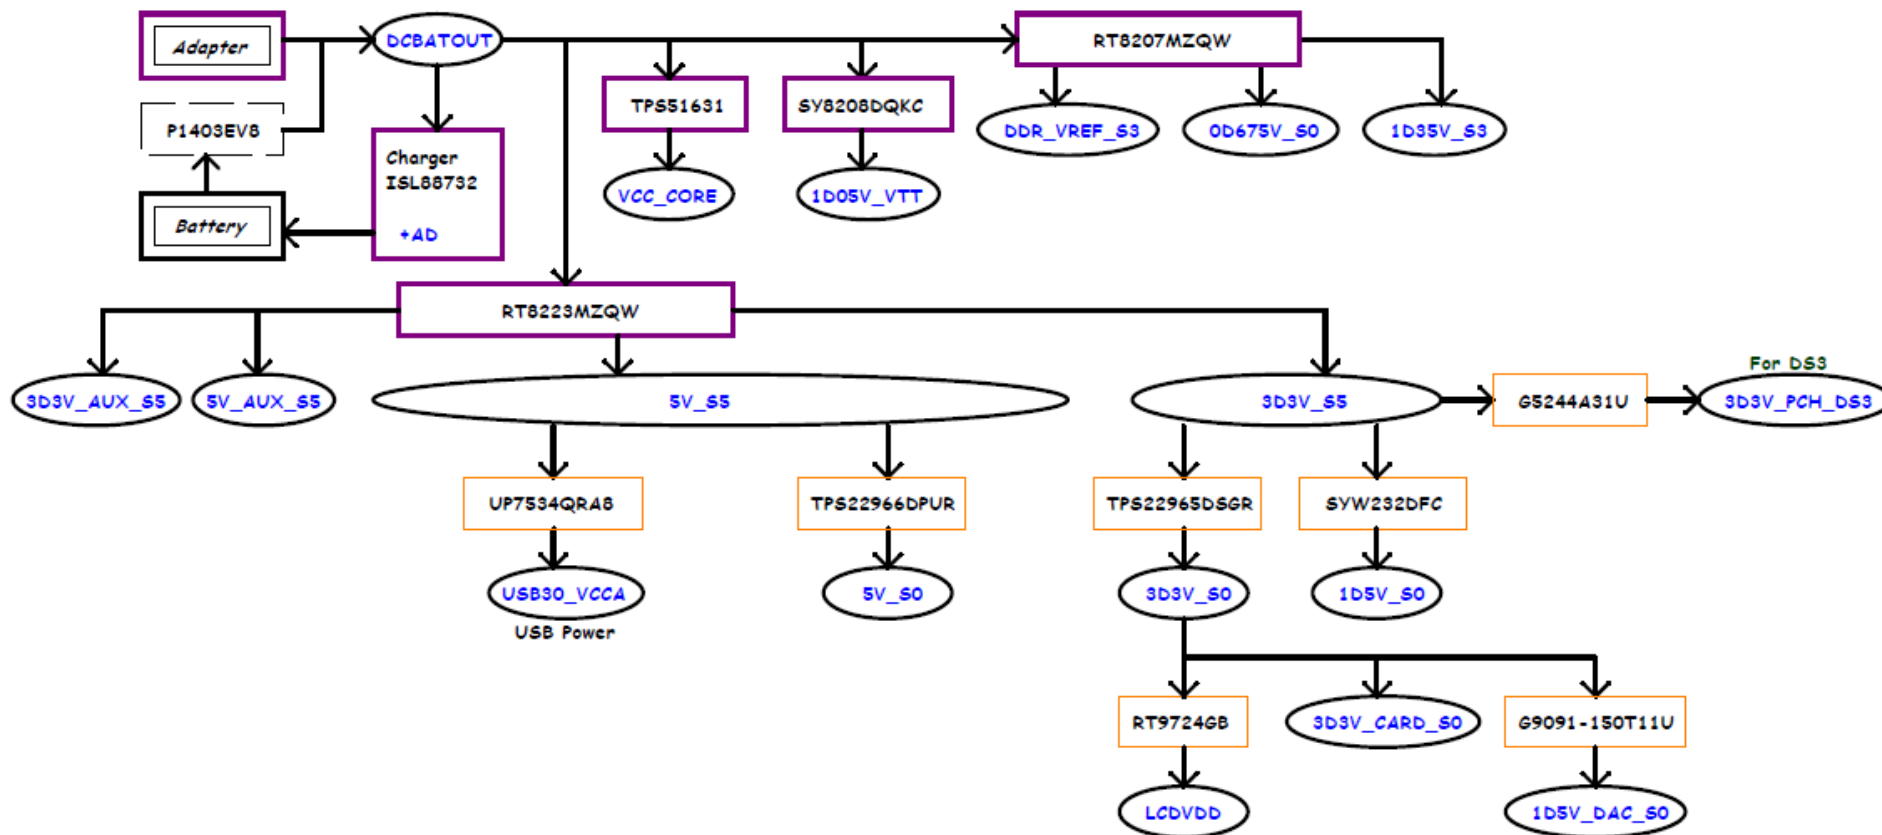 Adapter
DCBATOUT
RT8207MZQW
P1403EV8
TPS51631
SY8208DQKC
DDR_VREF_S3
0D675V_S0
1D35V_S3
Charger
ISL88732
+AD
Battery
VCC_CORE
1D05V_VTT
RT8223MZQW
3D3V_AUX_S5
5V_AUX_S5
5V_S5
3D3V_S5
G5244A31U
For DS3
3D3V_PCH_DS3
UP7534QRA8
TPS22966DPUR
TPS22965DSGR
SYW232DFC
USB30_VCCA
USB Power
5V_S0
3D3V_S0
1D5V_S0
RT9724GB
3D3V_CARD_S0
G9091-150T11U
LCDVDD
1D5V_DAC_S0